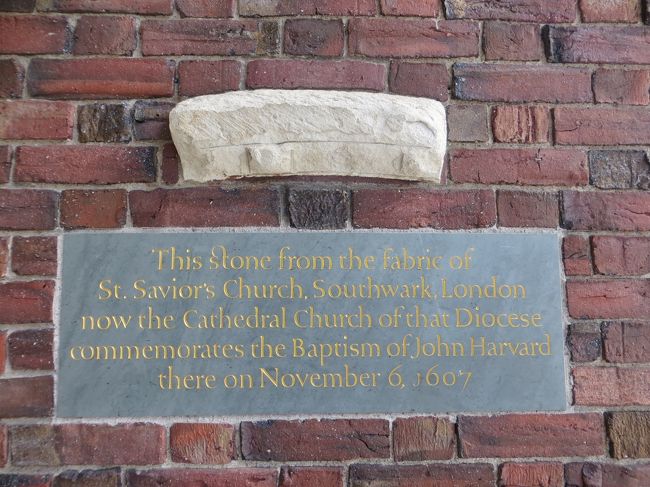 This stone from the fabric of
St. Savior's Church, Southwark, London
now the Cathedral Church of that Diocese
commemorates the Baptism of John Harvard
there on November 6, 1607